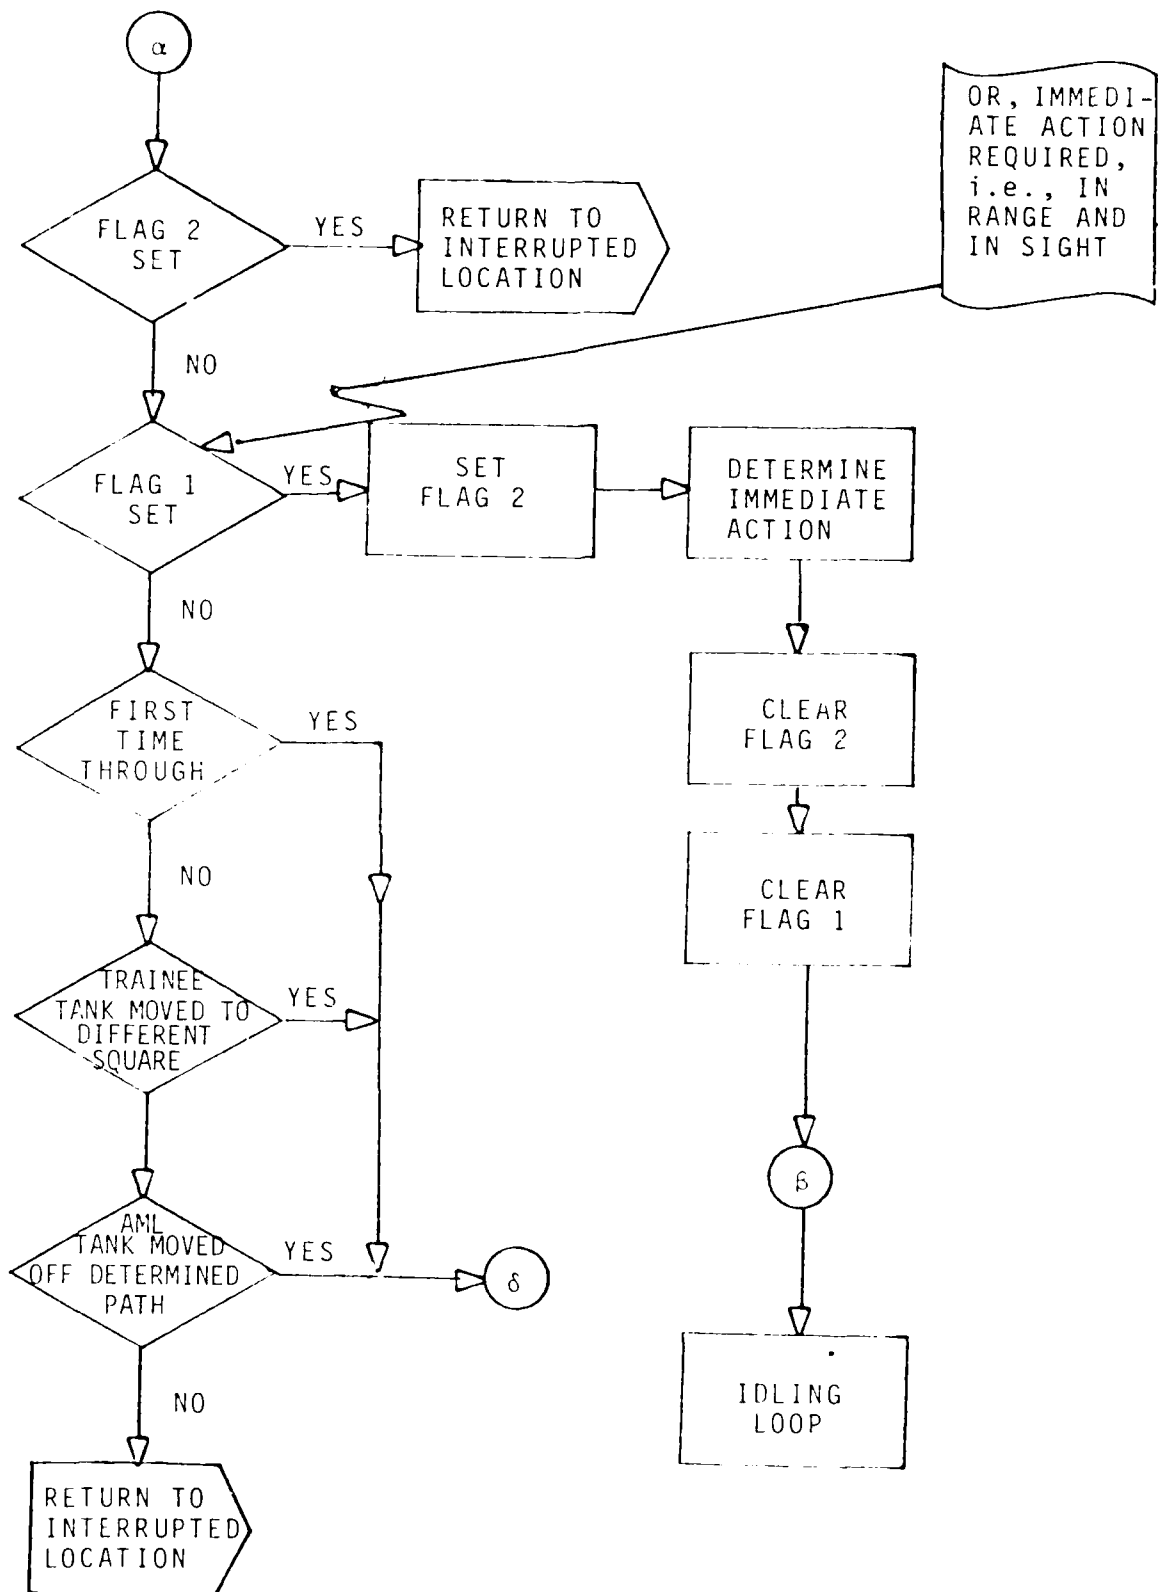 α
OR, IMMEDI-
ATE ACTION
REQUIRED,
i.e., IN
RANGE AND
IN SIGHT
FLAG 2
SET
YES
RETURN TO
INTERRUPTED
LOCATION
NO
FLAG 1
SET
YES
SET
FLAG 2
DETERMINE
IMMEDIATE
ACTION
NO
CLEAR
FLAG 2
FIRST
TIME
THROUGH
YES
CLEAR
FLAG 1
NO
TRAINEE
TANK MOVED TO
DIFFERENT
SQUARE
YES
β
AML
TANK MOVED
OFF DETERMINED
PATH
YES
δ
IDLING
LOOP
NO
RETURN TO
INTERRUPTED
LOCATION